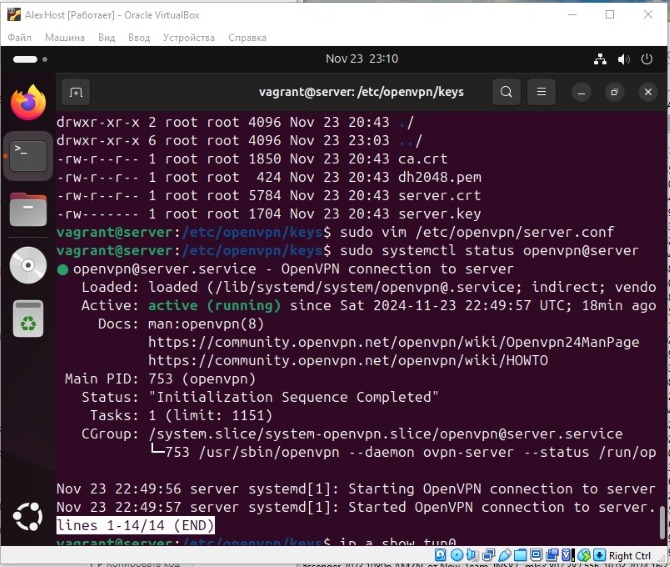 AlexHost [Работает] - Oracle VirtualBox
Файл Машина Вид Ввод Устройства Справка
Nov 23 23:10
vagrant@server: /etc/openvpn/keys
drwxr-xr-x 2 root root 4096 Nov 23 20:43 ./
drwxr-xr-x 6 root root 4096 Nov 23 23:03 ../
-rw-r--r-- 1 root root 1850 Nov 23 20:43 ca.crt
-rw-r--r-- 1 root root  424 Nov 23 20:43 dh2048.pem
-rw-r--r-- 1 root root 5784 Nov 23 20:43 server.crt
-rw------- 1 root root 1704 Nov 23 20:43 server.key
vagrant@server:/etc/openvpn/keys$ sudo vim /etc/openvpn/server.conf
vagrant@server:/etc/openvpn/keys$ sudo systemctl status openvpn@server
● openvpn@server.service - OpenVPN connection to server
Loaded: loaded (/lib/systemd/system/openvpn@.service; indirect; vendo
Active: active (running) since Sat 2024-11-23 22:49:57 UTC; 18min ago
Docs: man:openvpn(8)
https://community.openvpn.net/openvpn/wiki/Openvpn24ManPage
https://community.openvpn.net/openvpn/wiki/HOWTO
Main PID: 753 (openvpn)
Status: "Initialization Sequence Completed"
Tasks: 1 (limit: 1151)
CGroup: /system.slice/system-openvpn.slice/openvpn@server.service
└─753 /usr/sbin/openvpn --daemon ovpn-server --status /run/op
Nov 23 22:49:56 server systemd[1]: Starting OpenVPN connection to server
Nov 23 22:49:57 server systemd[1]: Started OpenVPN connection to server.
lines 1-14/14 (END)
vagrant@server:/etc/openvpn/keys$ ip a show tun0
Right Ctrl